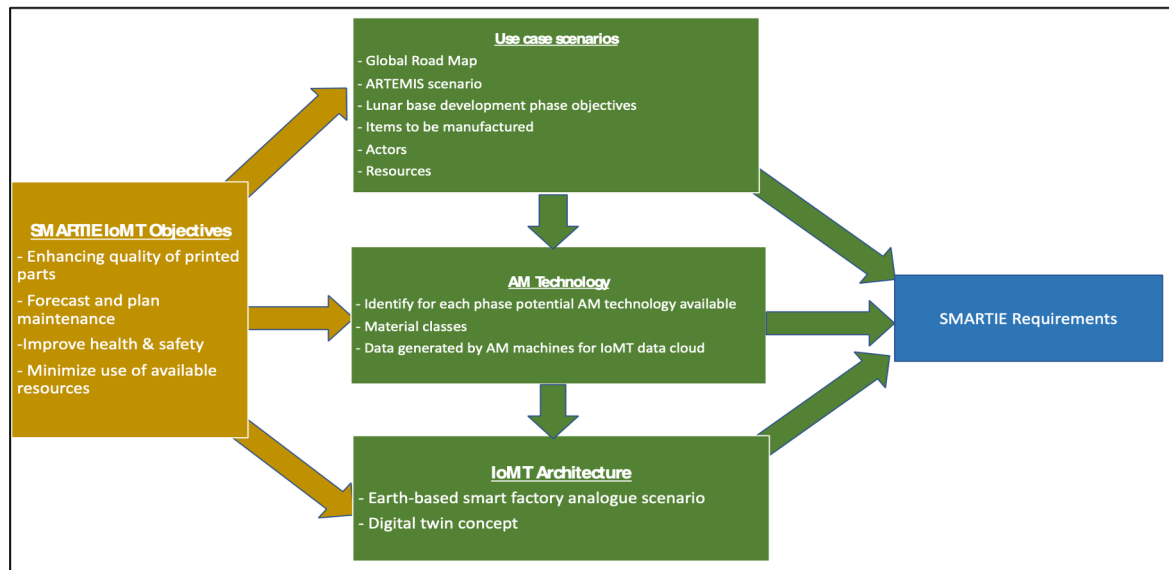 Use case scenarios
- Global Road Map
- ARTEMIS scenario
- Lunar base development phase objectives
- Items to be manufactured
- Actors
- Resources
SMARTIE IoMT Objectives
- Enhancing quality of printed
parts
- Forecast and plan
maintenance
-Improve health & safety
- Minimize use of available
resources
AM Technology
- Identify for each phase potential AM technology available
- Material classes
- Data generated by AM machines for IoMT data cloud
SMARTIE Requirements
IoMT Architecture
- Earth-based smart factory analogue scenario
- Digital twin concept